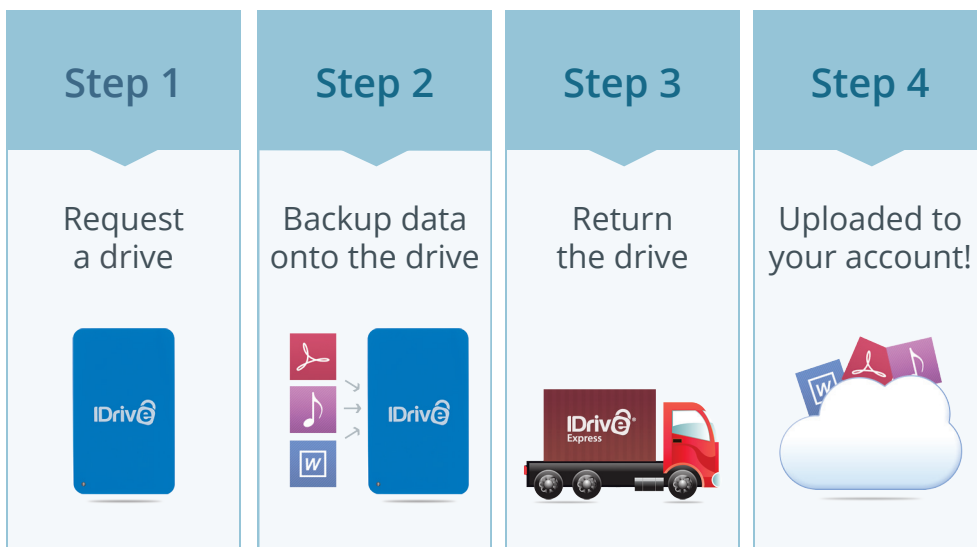 Step 1
Request
a drive
IDrive
Step 2
Backup data
onto the drive
W
IDrive
Step 3
Return
the drive
IDrive®
Express
Step 4
Uploaded to
your account!
W